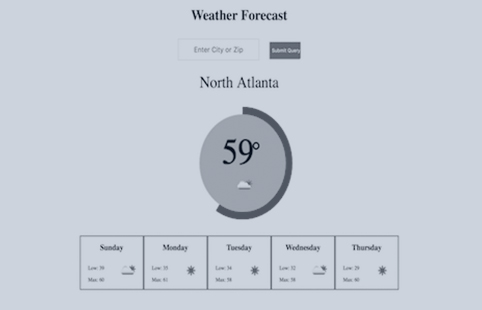 Weather Forecast
Enter City or Zip
Submit Query
North Atlanta
59°
Sunday
Low: 39
Max: 60
Monday
Low: 35
Max: 61
Tuesday
Low: 34
Max: 58
Wednesday
Low: 32
Max: 58
Thursday
Low: 29
Max: 60